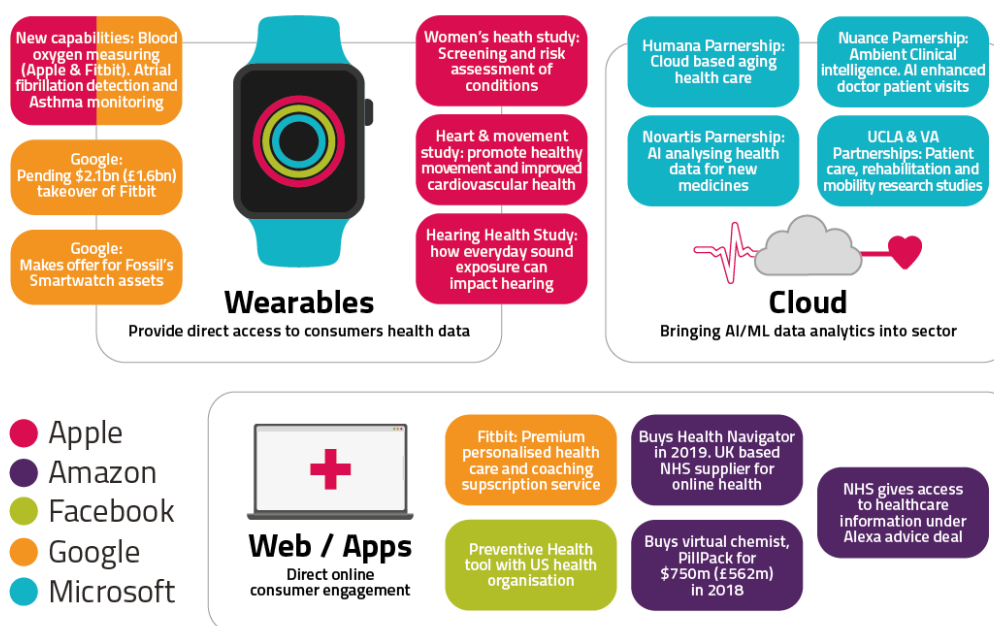 New capabilities: Blood
oxygen measuring
(Apple & Fitbit). Atrial
fibrillation detection and
Asthma monitoring
Google:
Pending $2.1bn (£1.6bn)
takeover of Fitbit
Google:
Makes offer for Fossil's
Smartwatch assets
Women's heath study:
Screening and risk
assessment of
conditions
Heart & movement
study: promote healthy
movement and improved
cardiovascular health
Hearing Health Study:
how everyday sound
exposure can
impact hearing
Wearables
Provide direct access to consumers health data
Humana Parnership:
Cloud based aging
health care
Nuance Parnership:
Ambient Clinical
intelligence. AI enhanced
doctor patient visits
Novartis Parnership:
AI analysing health
data for new
medicines
UCLA & VA
Partnerships: Patient
care, rehabilitation and
mobility research studies
Cloud
Bringing AI/ML data analytics into sector
Apple
Amazon
Facebook
Google
Microsoft
Web / Apps
Direct online
consumer engagement
Fitbit: Premium
personalised health
care and coaching
supscription service
Buys Health Navigator
in 2019. UK based
NHS supplier for
online health
Preventive Health
tool with US health
organisation
Buys virtual chemist,
PillPack for
$750m (£562m)
in 2018
NHS gives access
to healthcare
information under
Alexa advice deal